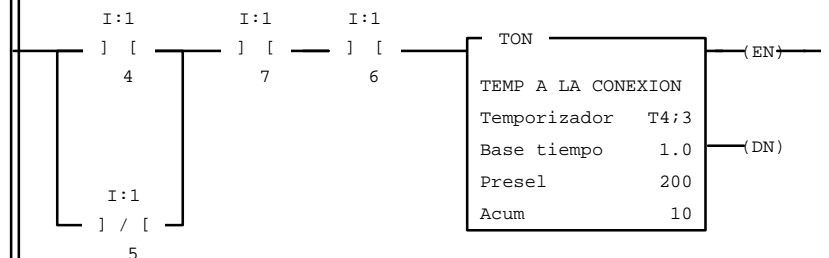 I:1 I:1 I:1
TON
] [ ] [ ] [ (EN)
4 7 6
TEMP A LA CONEXION
Temporizador T4;3
Base tiempo 1.0 (DN)
Presel 200
I:1
Acum 10
] / [
5